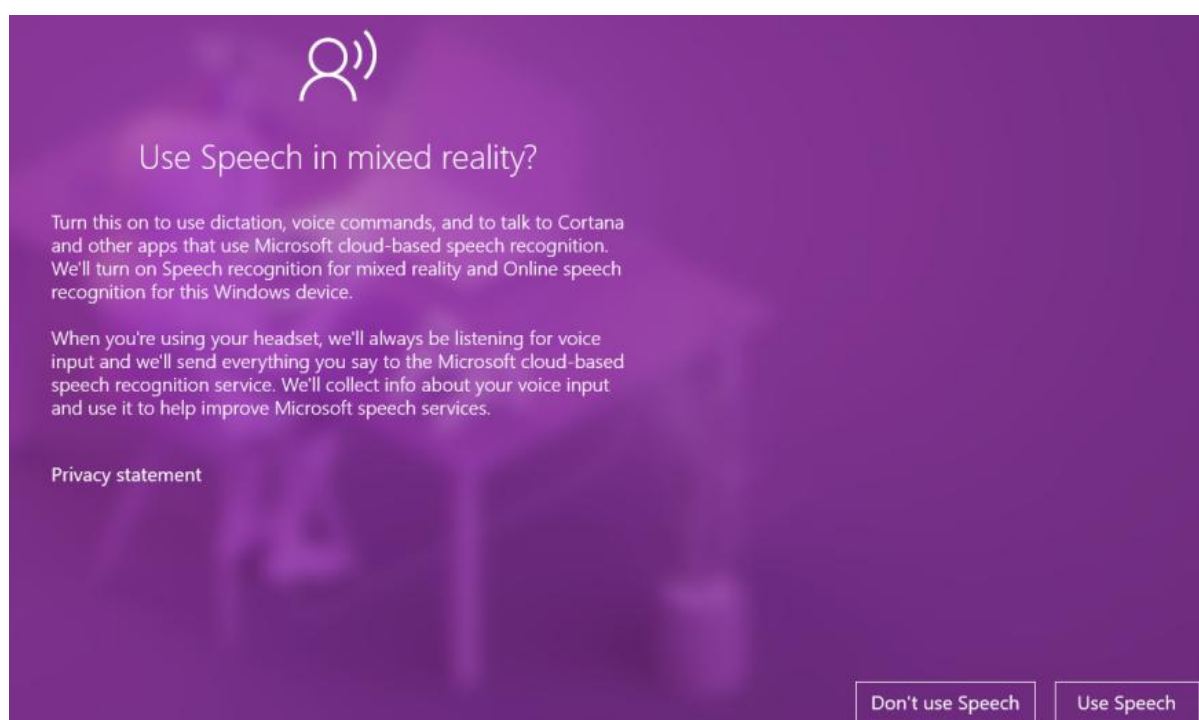 Use Speech in mixed reality?
Turn this on to use dictation, voice commands, and to talk to Cortana
and other apps that use Microsoft cloud-based speech recognition.
We'll turn on Speech recognition for mixed reality and Online speech
recognition for this Windows device.
When you're using your headset, we'll always be listening for voice
input and we'll send everything you say to the Microsoft cloud-based
speech recognition service. We'll collect info about your voice input
and use it to help improve Microsoft speech services.
Privacy statement
Don't use Speech
Use Speech